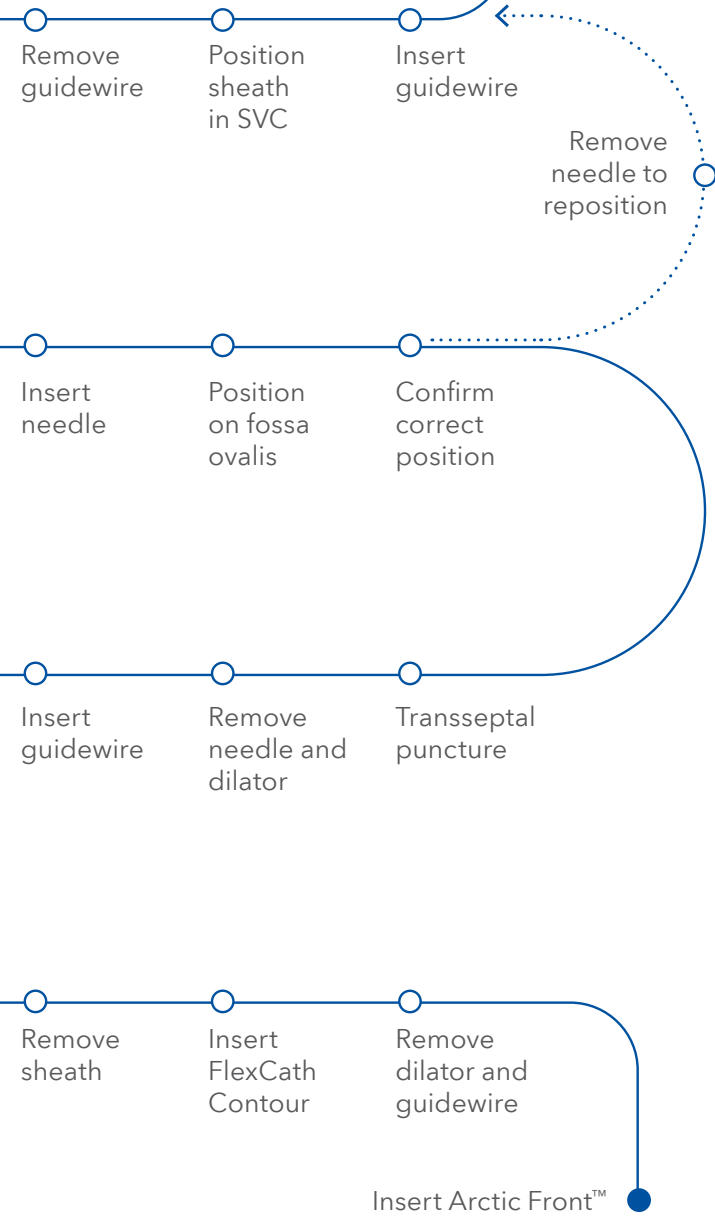 Remove
guidewire
Position
sheath
in SVC
Insert
guidewire
Remove
needle to
reposition
Insert
needle
Position
on fossa
ovalis
Confirm
correct
position
Insert
guidewire
Remove
needle and
dilator
Transseptal
puncture
Remove
sheath
Insert
FlexCath
Contour
Remove
dilator and
guidewire
Insert Arctic Front™